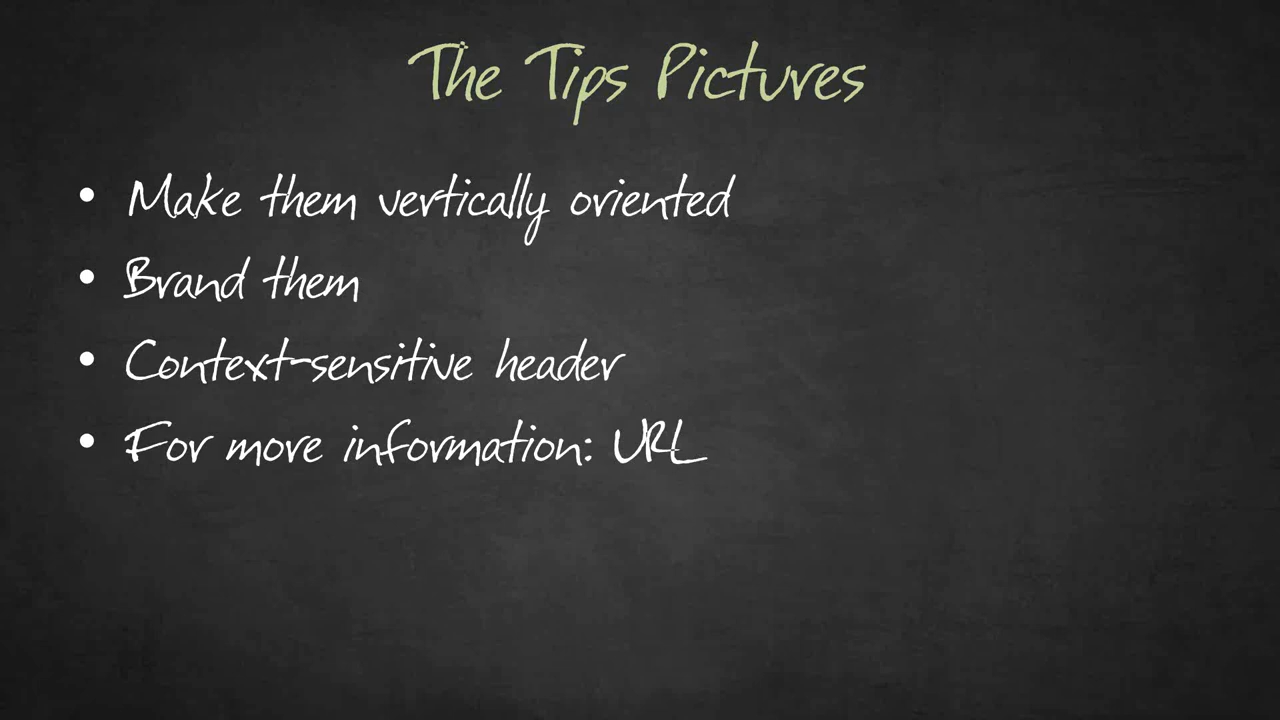 The Tips Pictures
• Make them vertically oriented
• Brand them
• Context-sensitive header
• For more information: URL